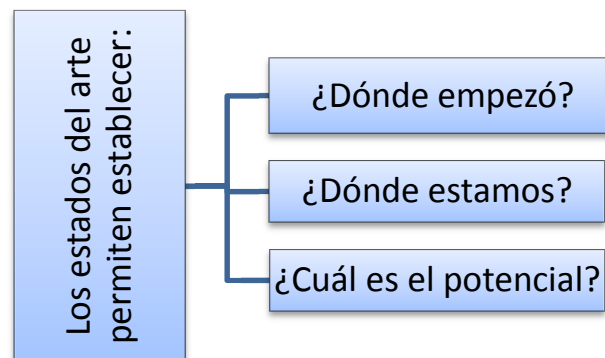 Los estados del arte
permiten establecer:
¿Dónde empezó?
¿Dónde estamos?
¿Cuál es el potencial?